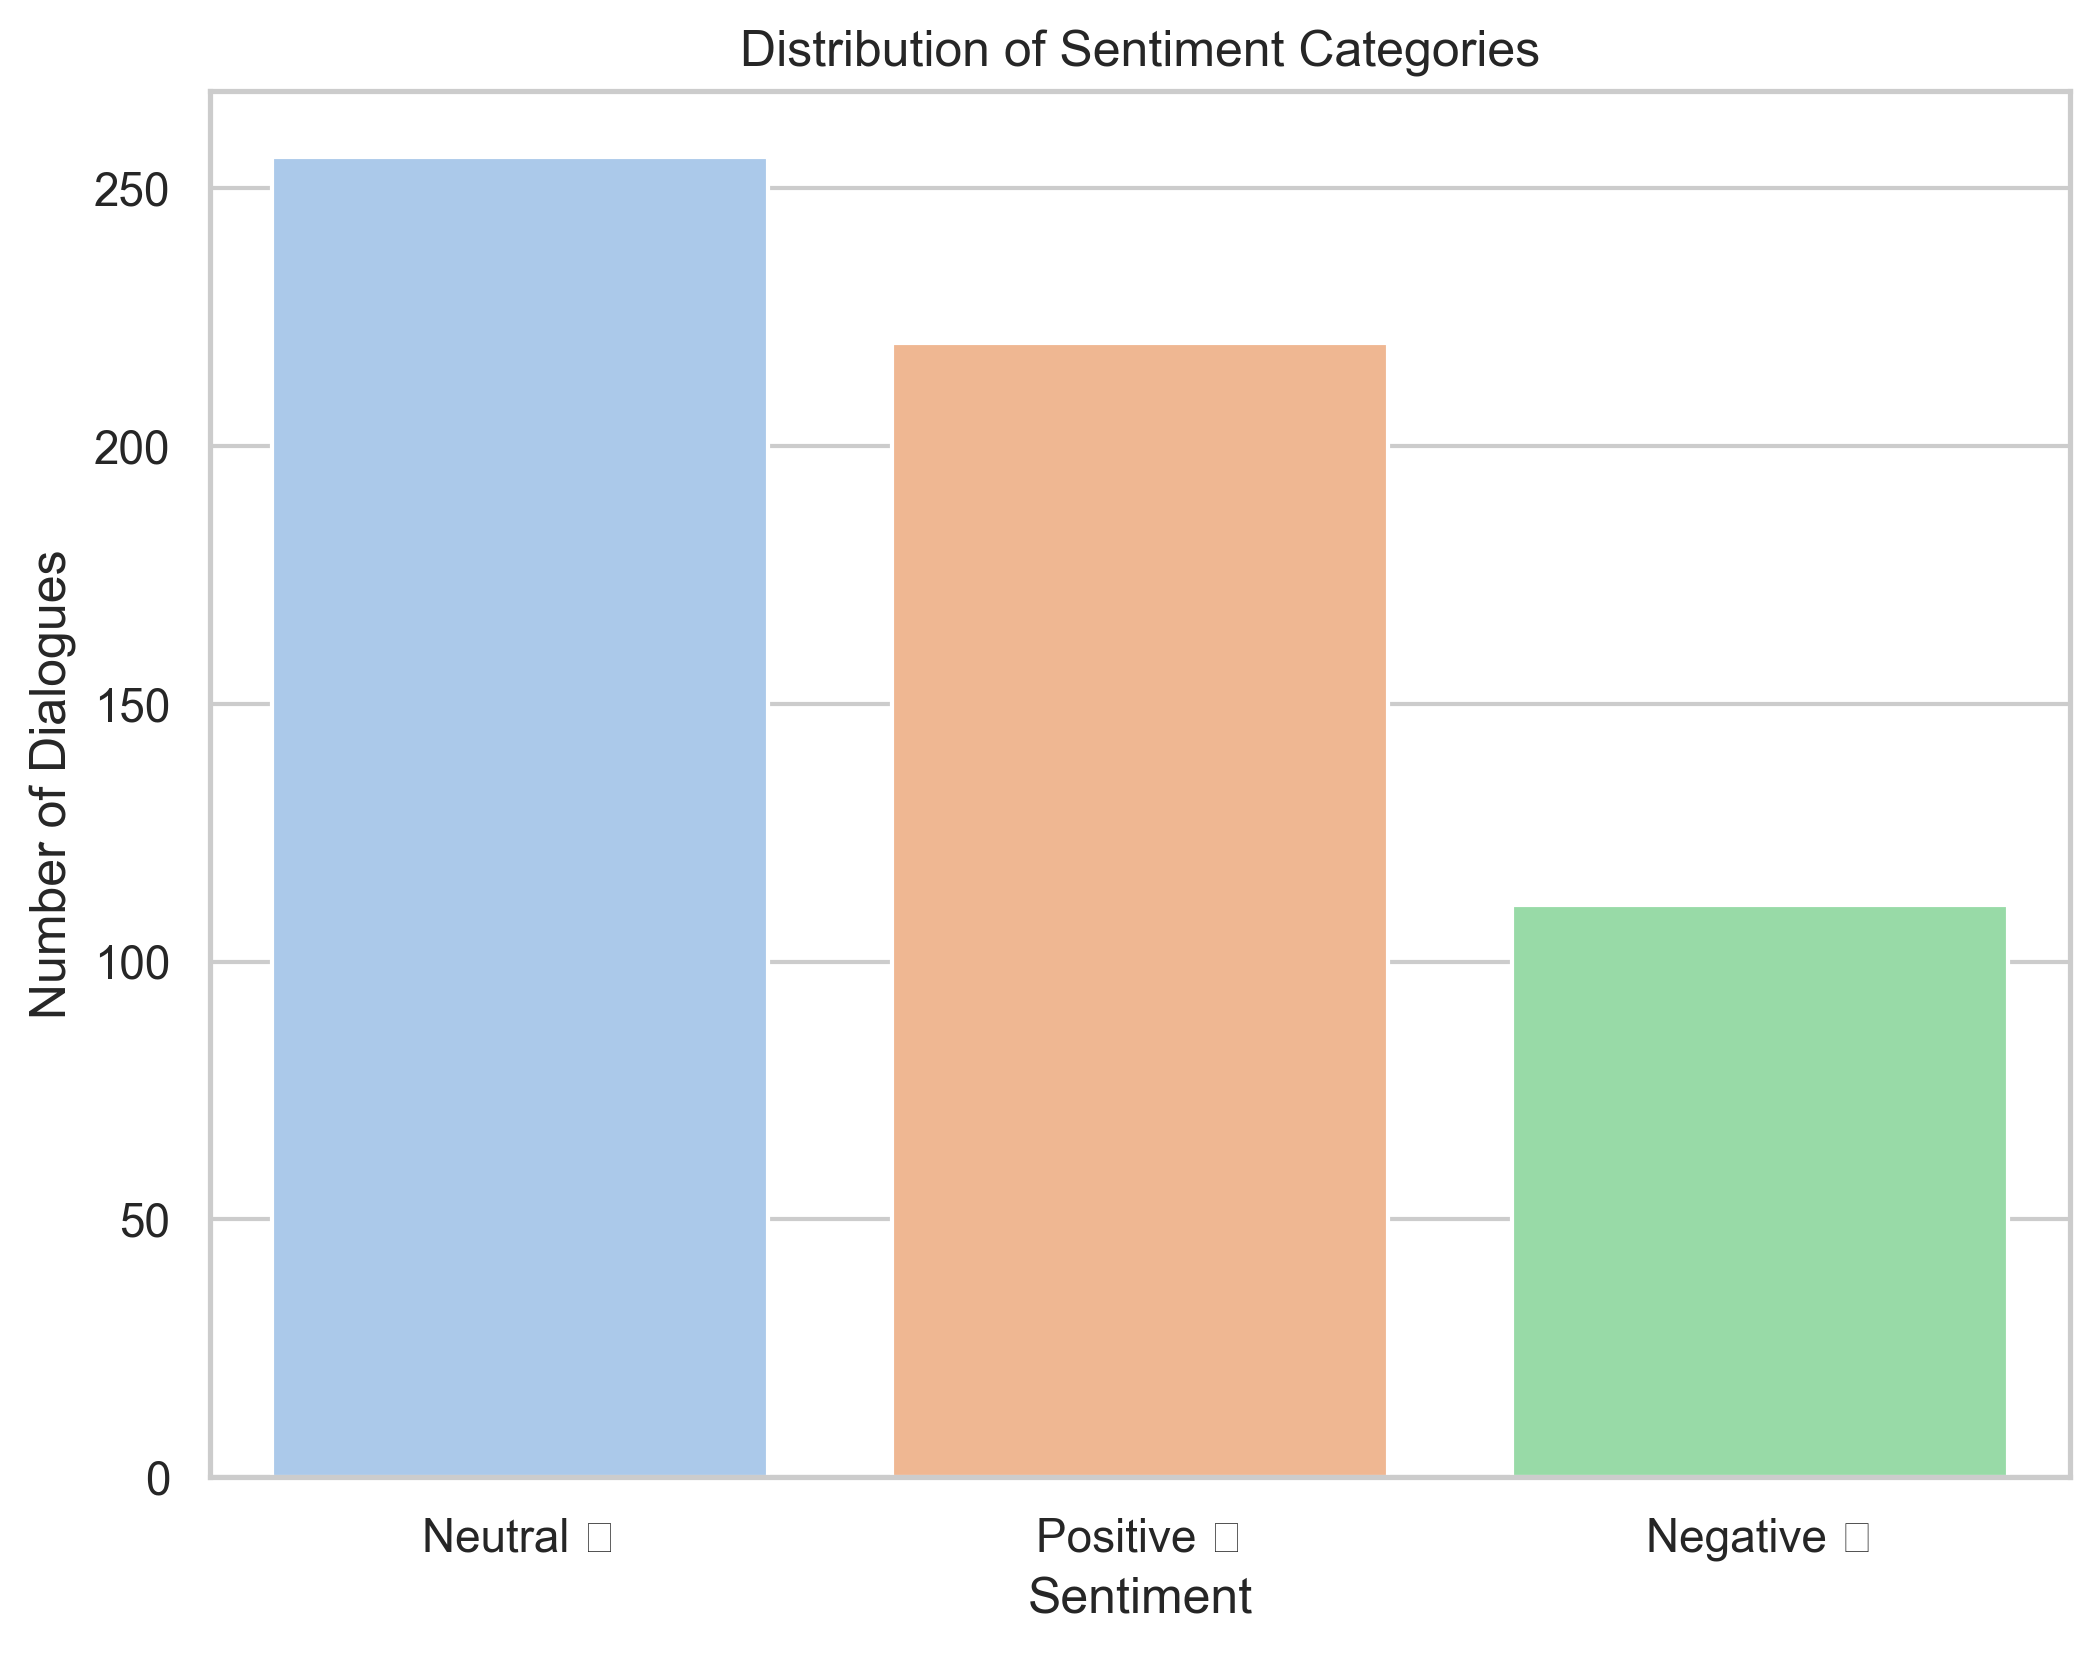 Distribution of Sentiment Categories
Number of Dialogues
250
200
150
100
50
0
Neutral □
Positive □
Negative □
Sentiment